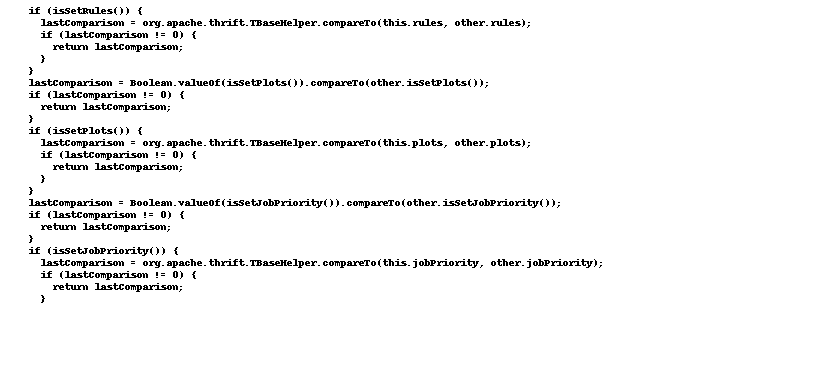 if (isSetRules()) {
  lastComparison = org.apache.thrift.TBaseHelper.compareTo(this.rules, other.rules);
  if (lastComparison != 0) {
    return lastComparison;
  }
}
lastComparison = Boolean.valueOf(isSetPlots()).compareTo(other.isSetPlots());
if (lastComparison != 0) {
  return lastComparison;
}
if (isSetPlots()) {
  lastComparison = org.apache.thrift.TBaseHelper.compareTo(this.plots, other.plots);
  if (lastComparison != 0) {
    return lastComparison;
  }
}
lastComparison = Boolean.valueOf(isSetJobPriority()).compareTo(other.isSetJobPriority());
if (lastComparison != 0) {
  return lastComparison;
}
if (isSetJobPriority()) {
  lastComparison = org.apache.thrift.TBaseHelper.compareTo(this.jobPriority, other.jobPriority);
  if (lastComparison != 0) {
    return lastComparison;
  }